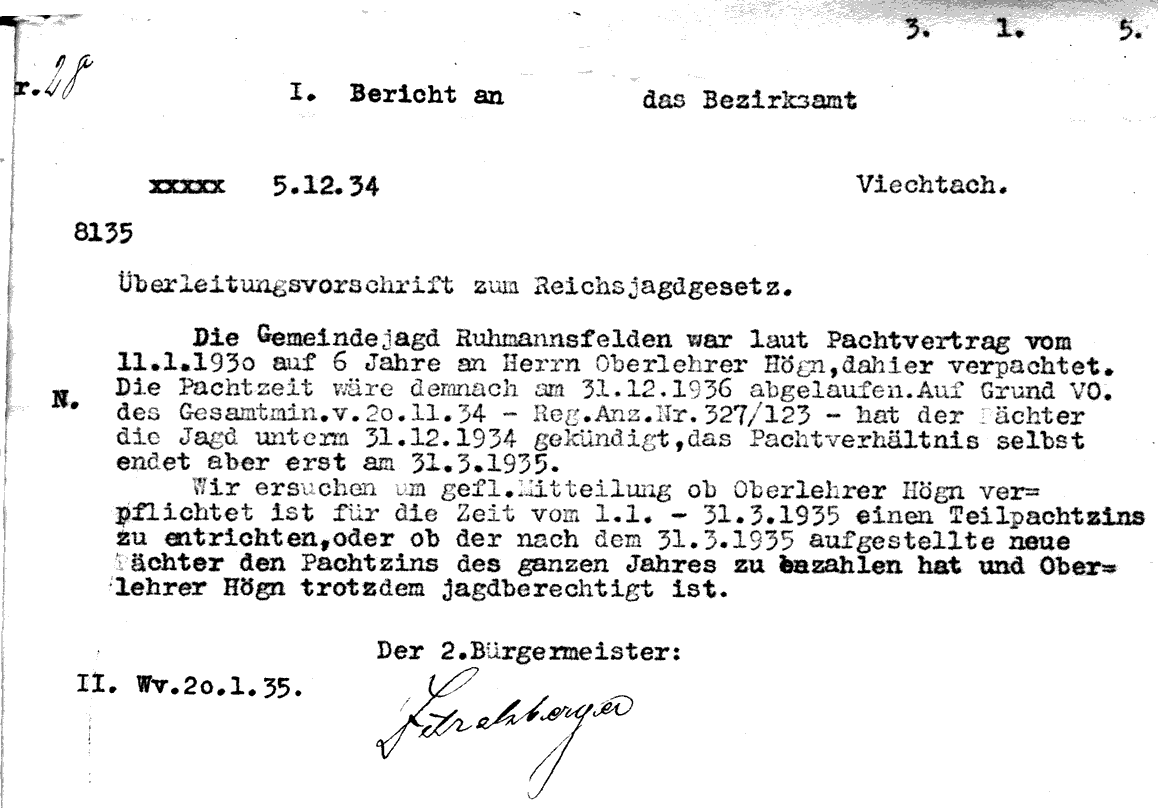 3. 1. 5.
r. 28
I. Bericht an das Bezirksamt
xxxxx 5.12.34 Viechtach.
8135
Überleitungsvorschrift zum Reichsjagdgesetz.
Die Gemeindejagd Ruhmannsfelden war laut Pachtvertrag vom
11.1.193o auf 6 Jahre an Herrn Oberlehrer Högn,dahier verpachtet.
Die Pachtzeit wäre demnach am 31.12.1936 abgelaufen.Auf Grund VO.
N.
des Gesamtmin.v.2o.11.34 - Reg.Anz.Nr.327/123 - hat der Pächter
die Jagd unterm 31.12.1934 gekündigt,das Pachtverhältnis selbst
endet aber erst am 31.3.1935.
Wir ersuchen um gefl.Mitteilung ob Oberlehrer Högn ver=
pflichtet ist für die Zeit vom 1.1. - 31.3.1935 einen Teilpachtzins
zu entrichten,oder ob der nach dem 31.3.1935 aufgestellte neue
Pächter den Pachtzins des ganzen Jahres zu bezahlen hat und Ober=
lehrer Högn trotzdem jagdberechtigt ist.
Der 2.Bürgermeister:
II. Wv.2o.1.35.